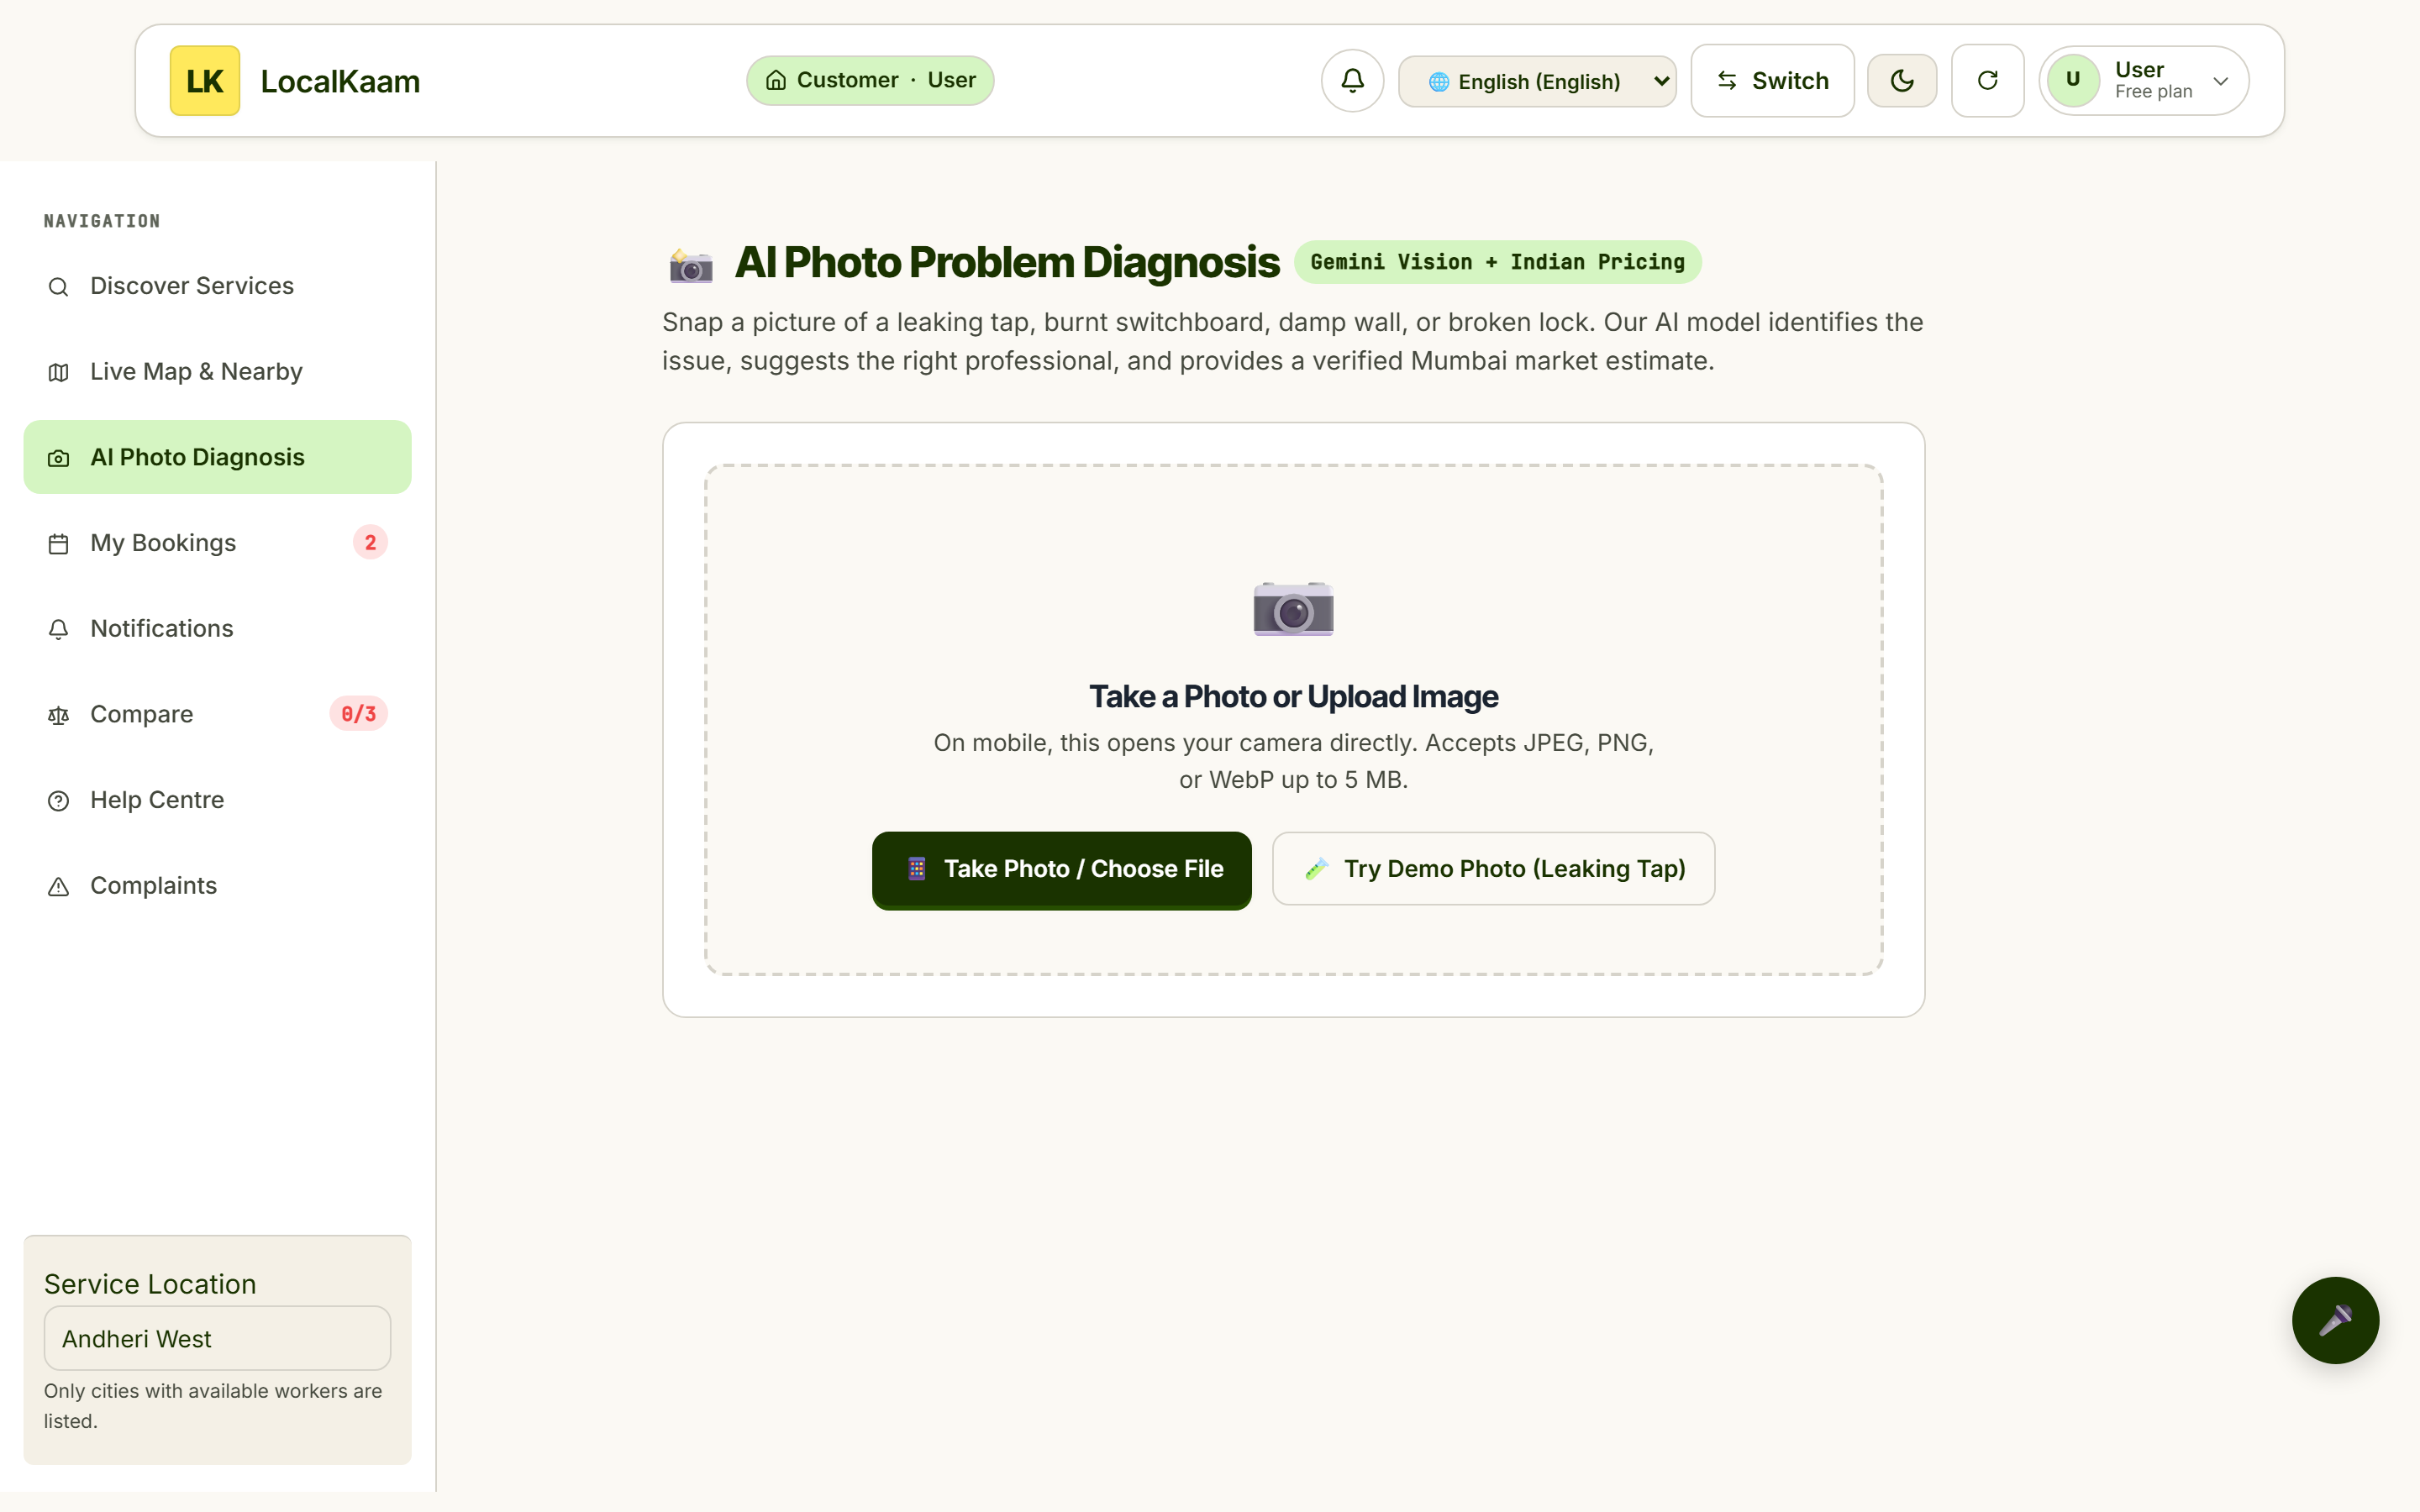 LK
LocalKaam
Customer · User
English (English)
Switch
U
User
Free plan
NAVIGATION
Discover Services
Live Map & Nearby
AI Photo Diagnosis
My Bookings
2
Notifications
Compare
0/3
Help Centre
Complaints
Service Location
Andheri West
Only cities with available workers are
listed.
AI Photo Problem Diagnosis
Gemini Vision + Indian Pricing
Snap a picture of a leaking tap, burnt switchboard, damp wall, or broken lock. Our AI model identifies the
issue, suggests the right professional, and provides a verified Mumbai market estimate.
Take a Photo or Upload Image
On mobile, this opens your camera directly. Accepts JPEG, PNG,
or WebP up to 5 MB.
Take Photo / Choose File
Try Demo Photo (Leaking Tap)